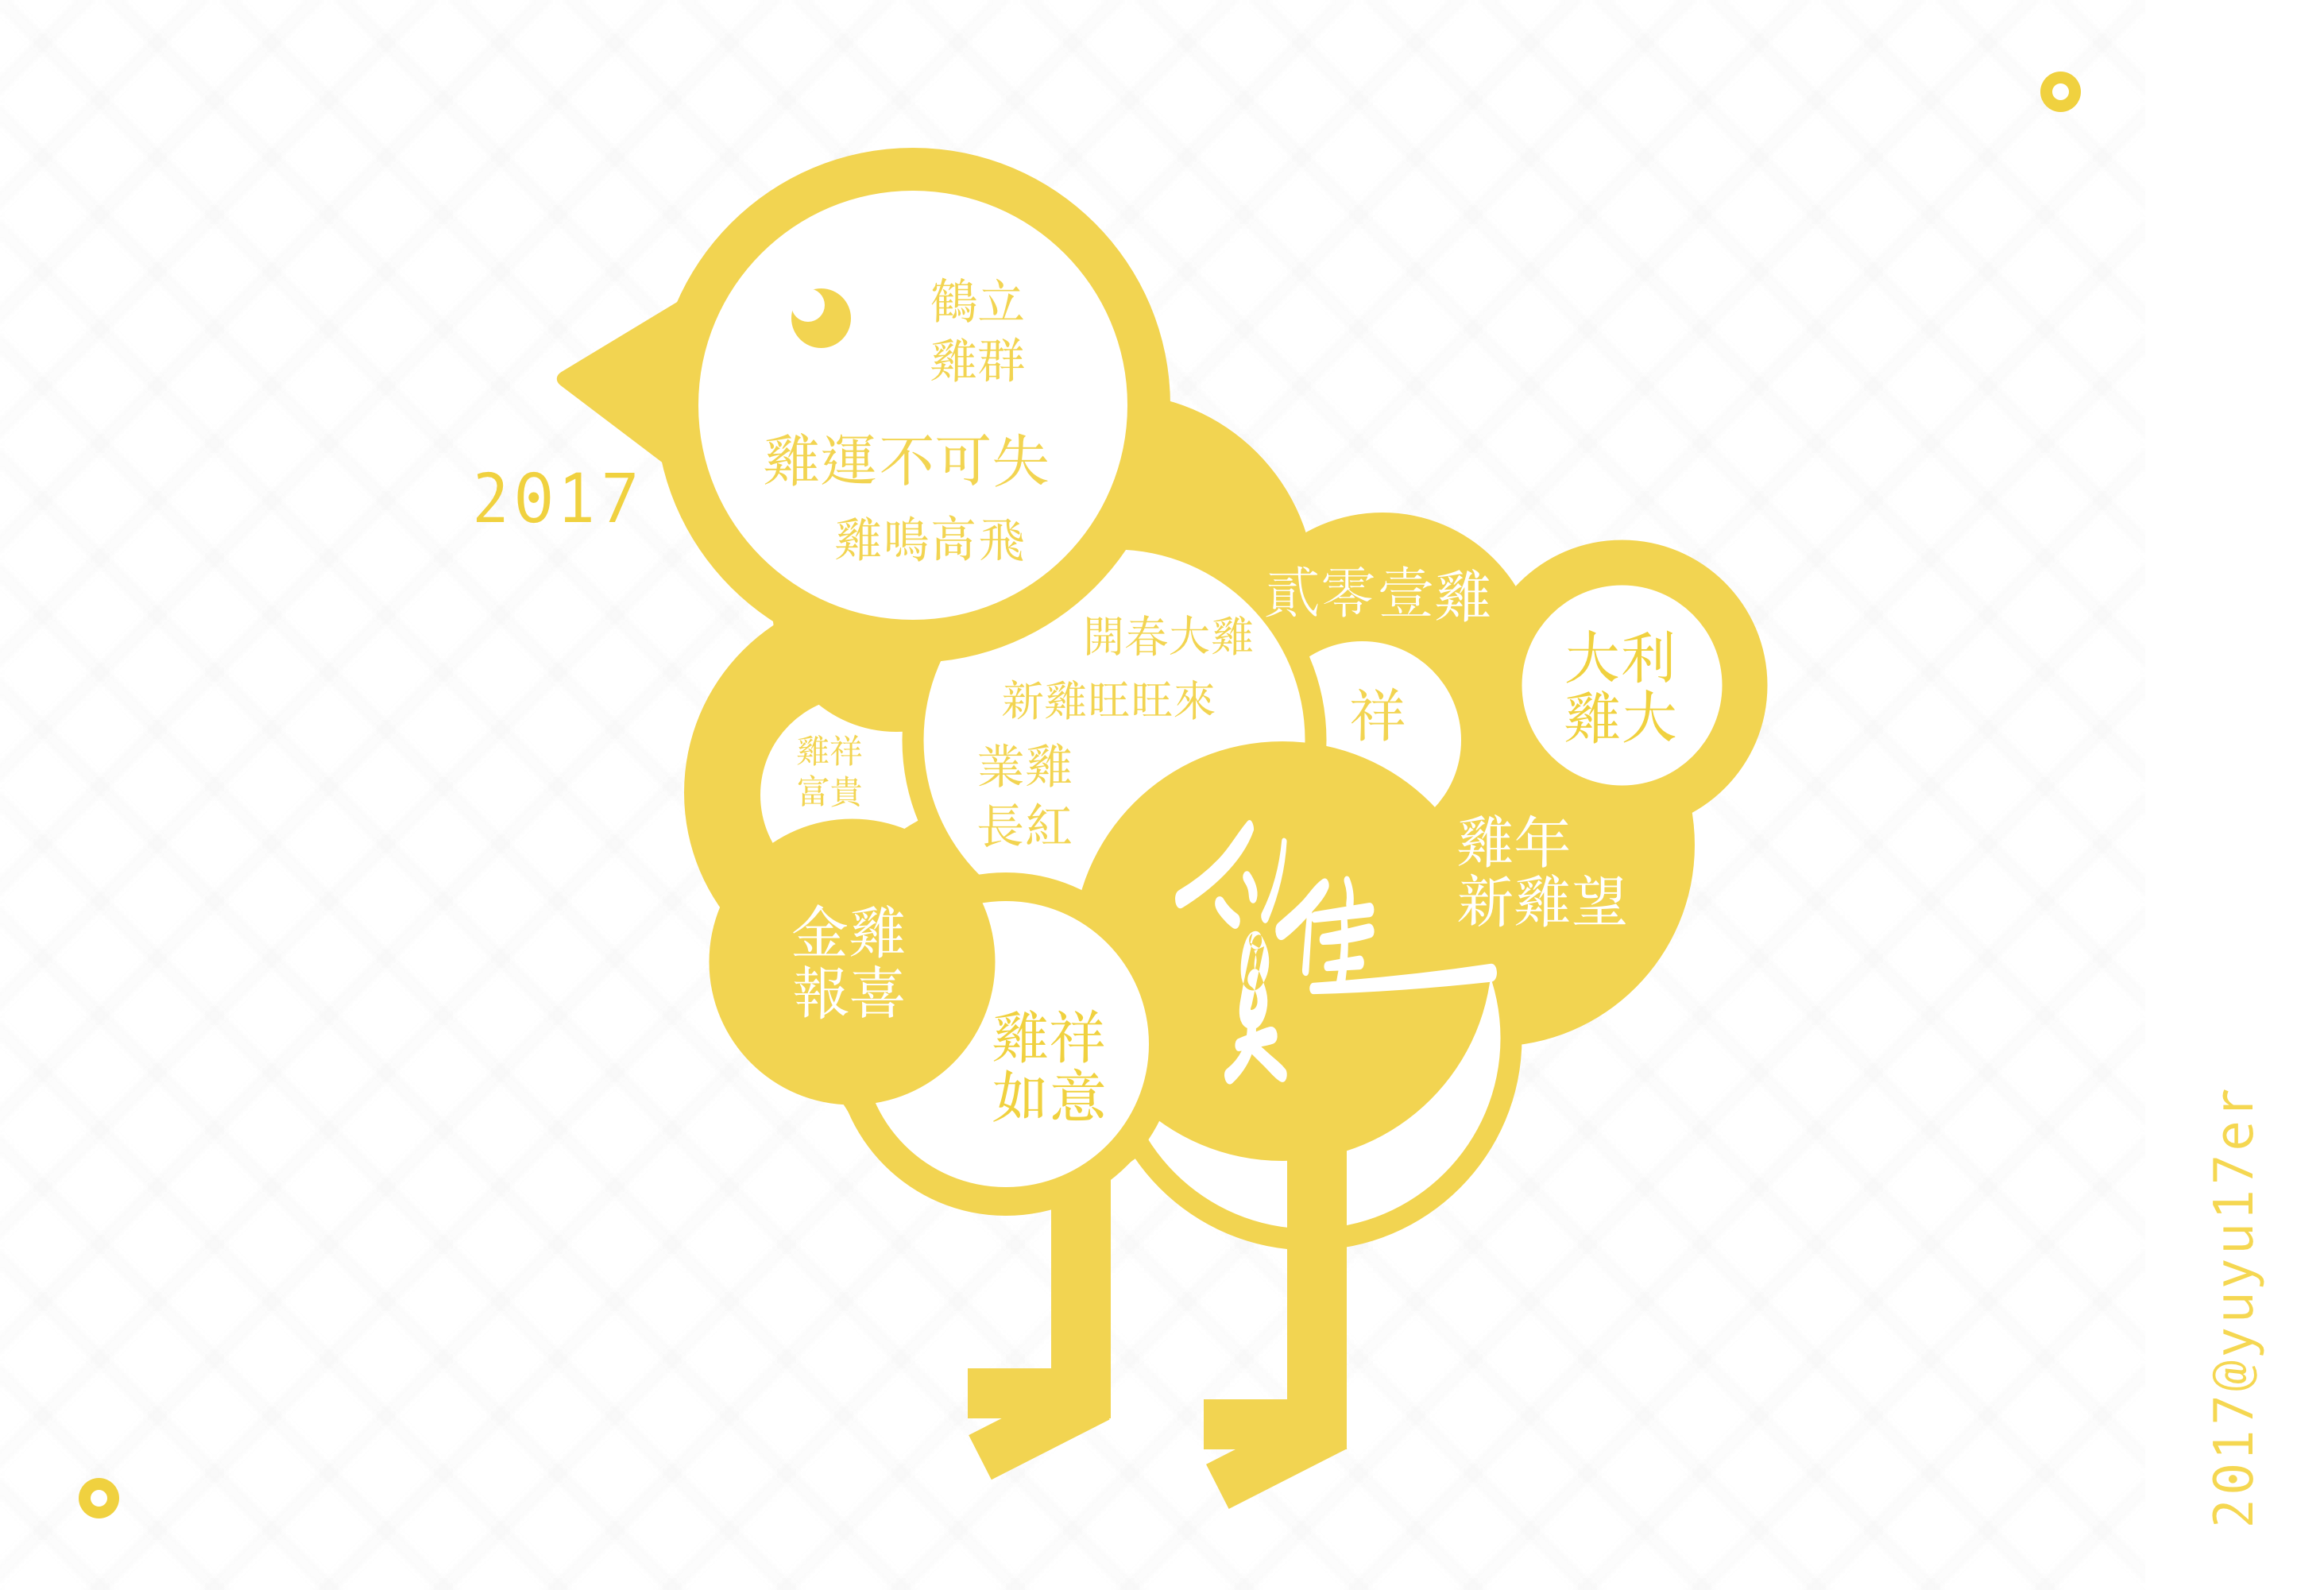 鶴立
雞群
雞運不可失
雞鳴高飛
2017
貳零壹雞
開春大雞
新雞旺旺來
祥
大利
雞大
雞祥
富貴
業雞
長紅
雞年
新雞望
雞
金雞
報喜
雞祥
如意
2017@yuyu17er